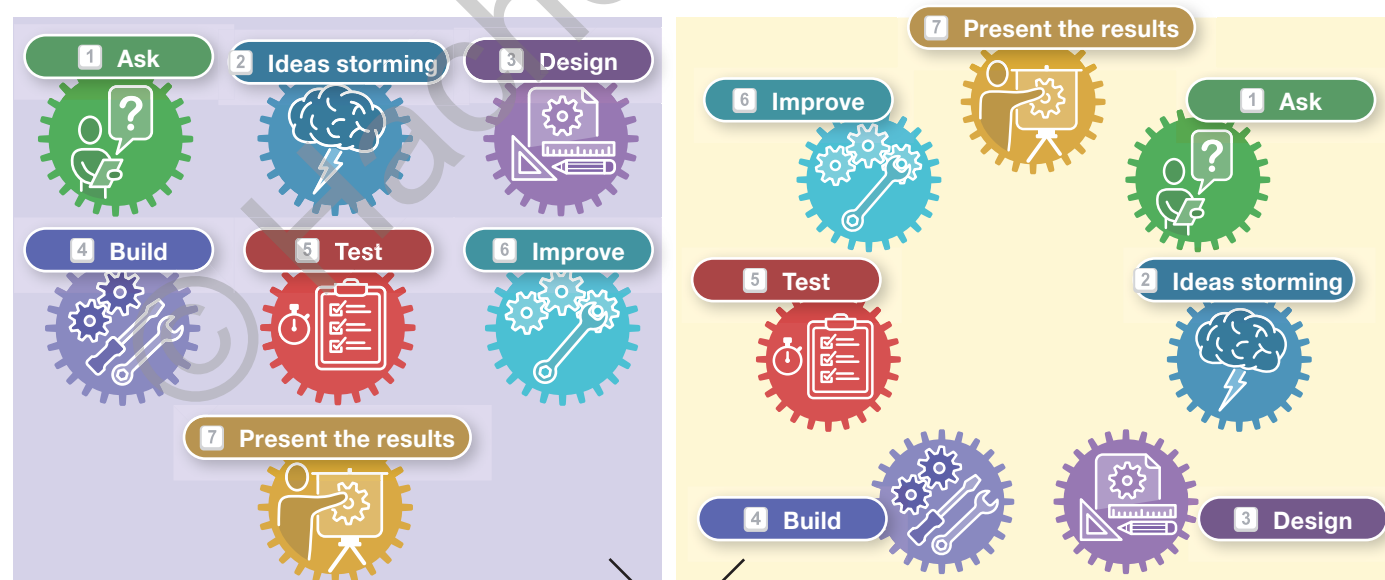 1 Ask
2 Ideas storming
3 Design
4 Build
5 Test
6 Improve
7 Present the results
7 Present the results
6 Improve
1 Ask
5 Test
2 Ideas storming
4 Build
3 Design
?
?